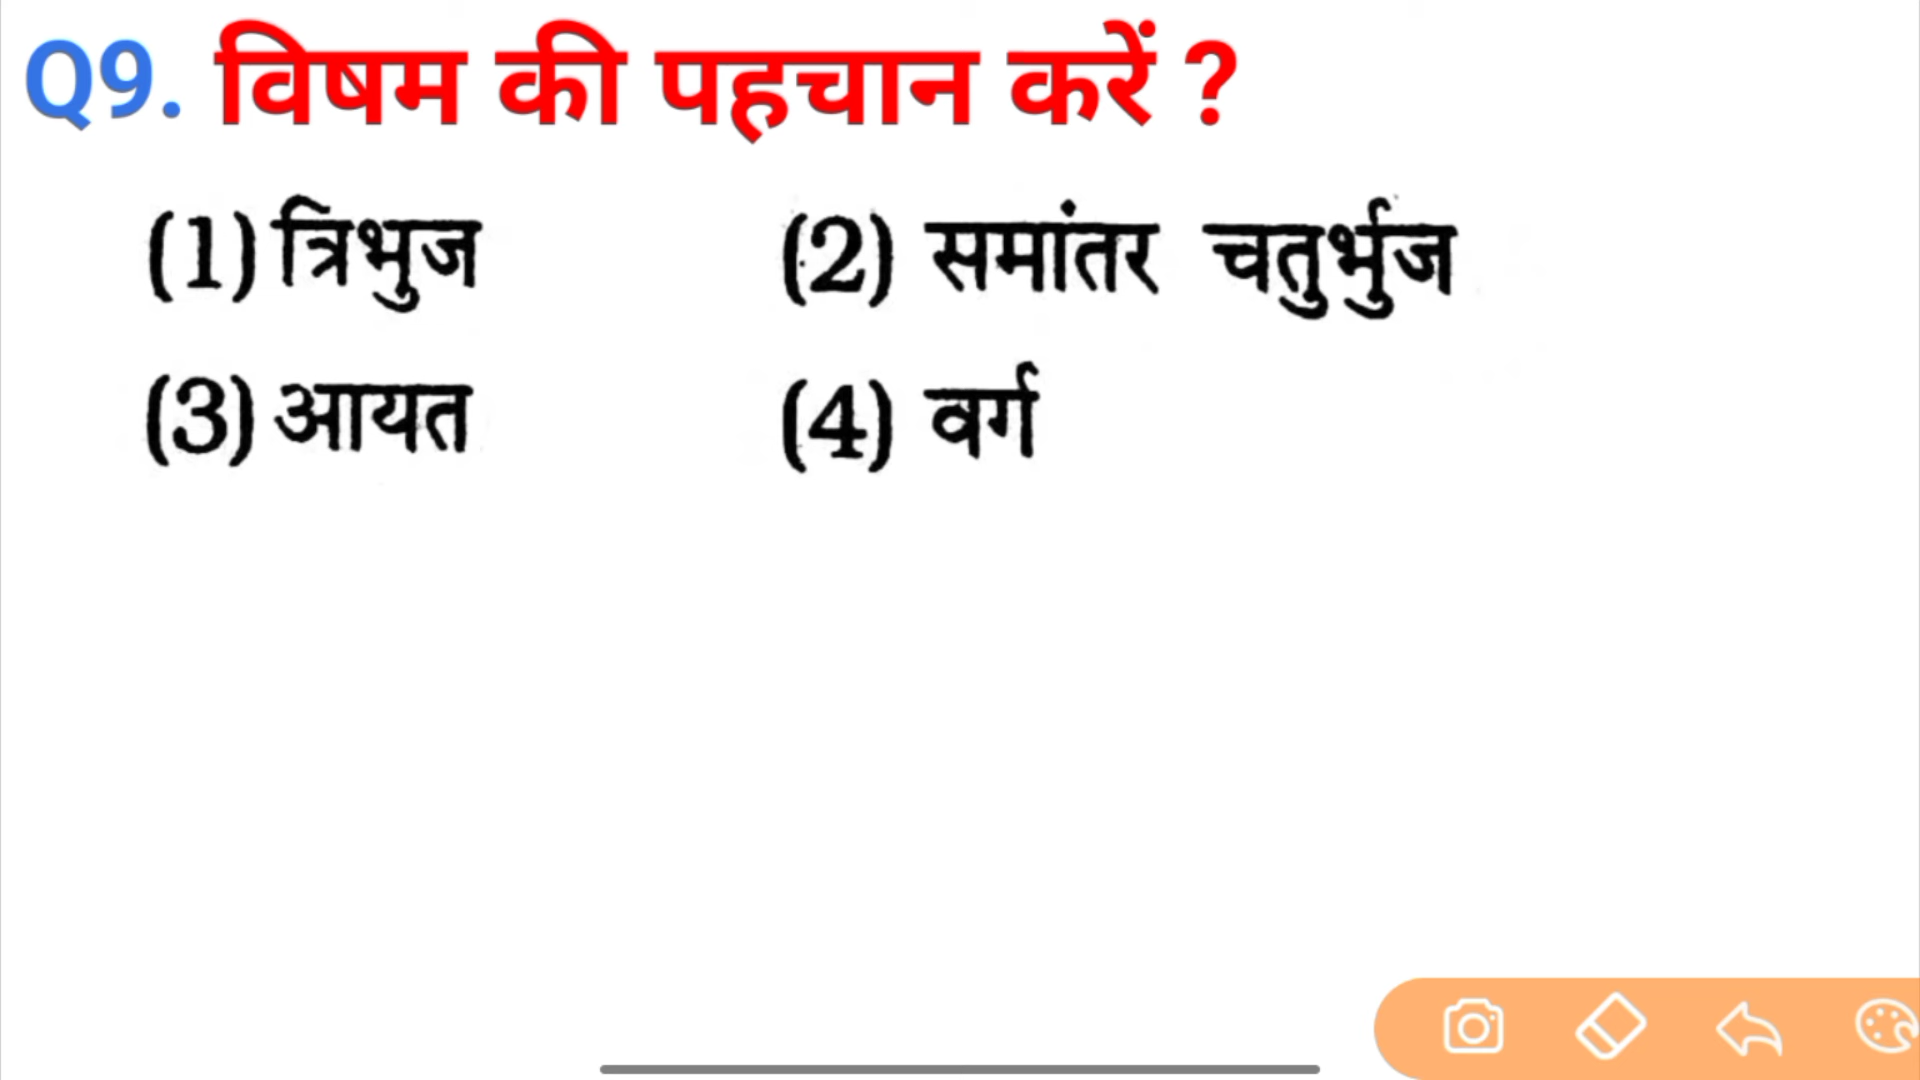 Q9. विषम की पहचान करें ?
(1) त्रिभुज (2) समांतर चतुर्भुज
(3) आयत (4) वर्ग